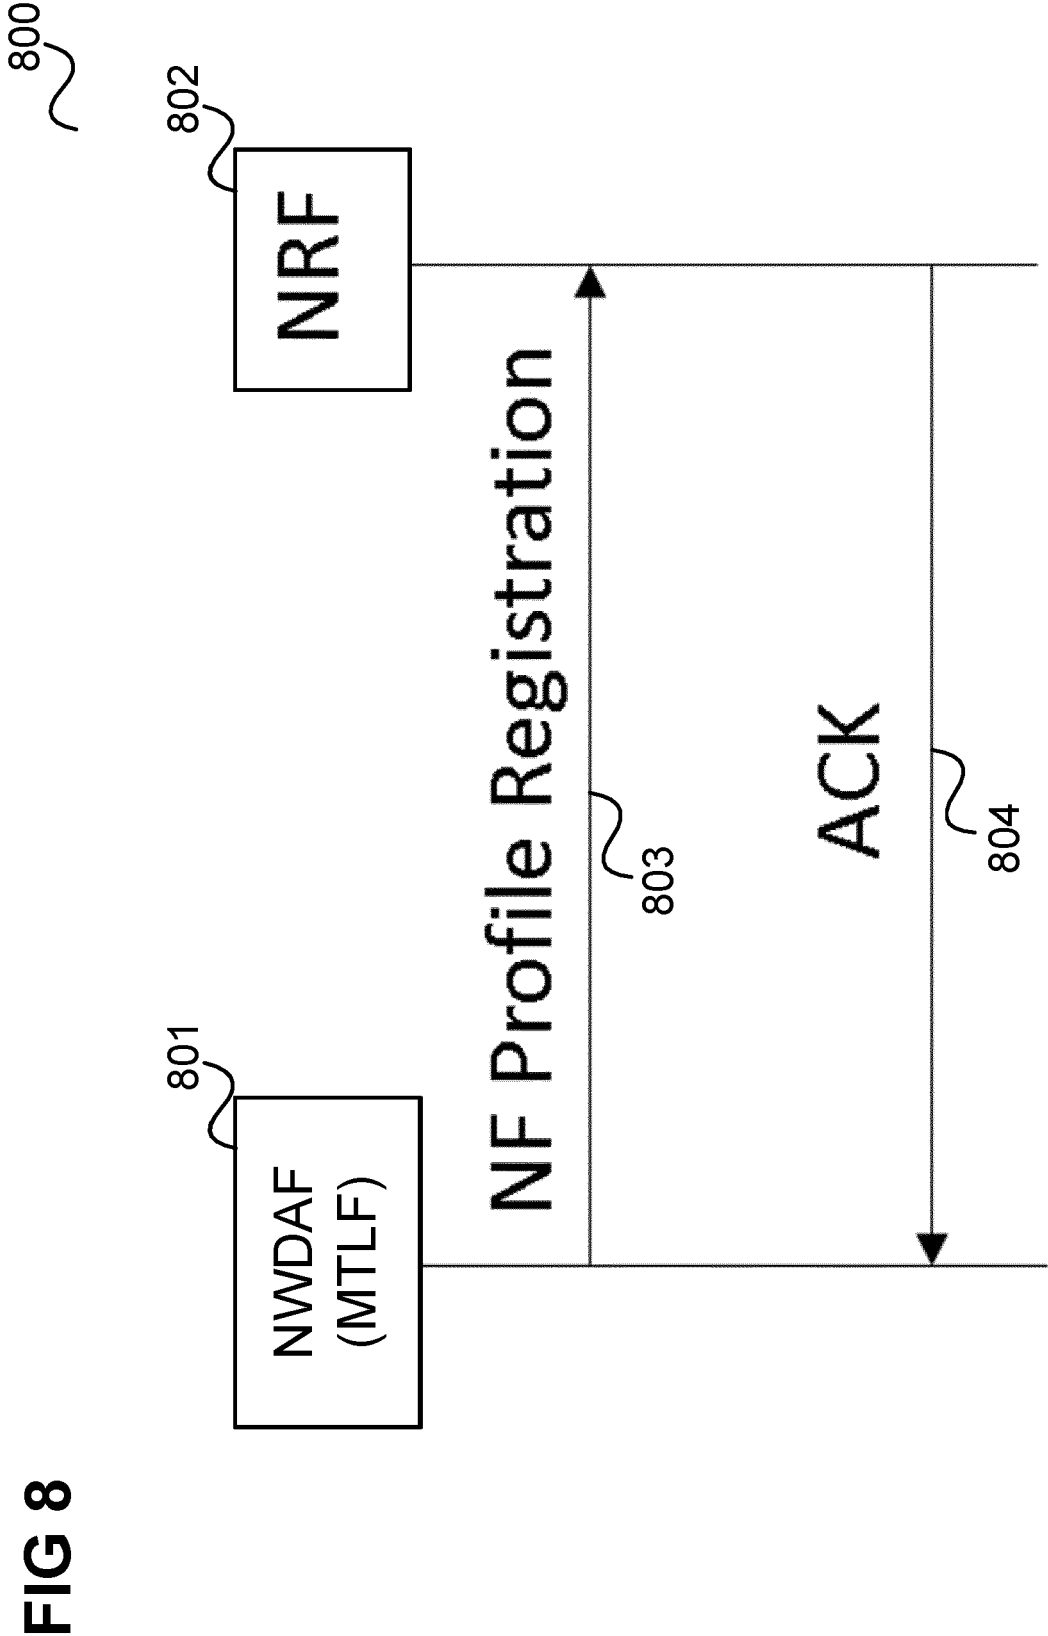 FIG 8
800
801
802
NWDAF
(MTLF)
NRF
NF Profile Registration
803
ACK
804